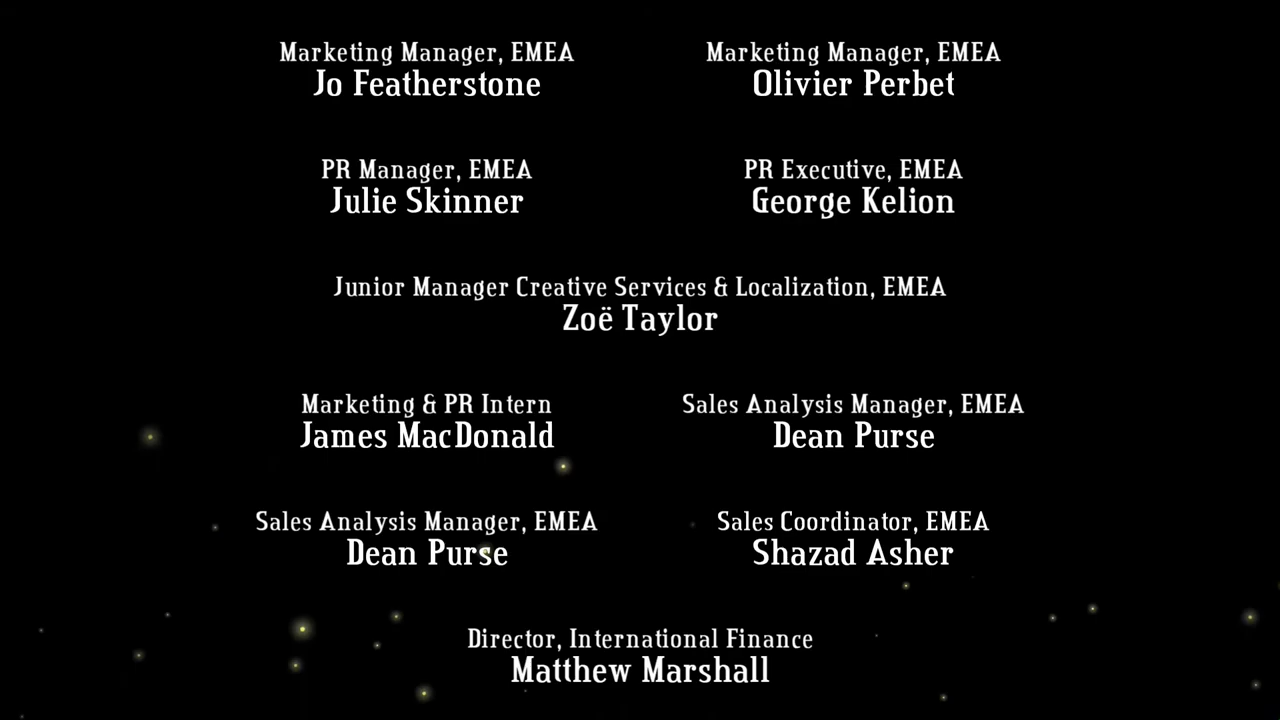 Marketing Manager, EMEA
Jo Featherstone
Marketing Manager, EMEA
Olivier Perbet
PR Manager, EMEA
Julie Skinner
PR Executive, EMEA
George Kelion
Junior Manager Creative Services & Localization, EMEA
Zoë Taylor
Marketing & PR Intern
James MacDonald
Sales Analysis Manager, EMEA
Dean Purse
Sales Analysis Manager, EMEA
Dean Purse
Sales Coordinator, EMEA
Shazad Asher
Director, International Finance
Matthew Marshall